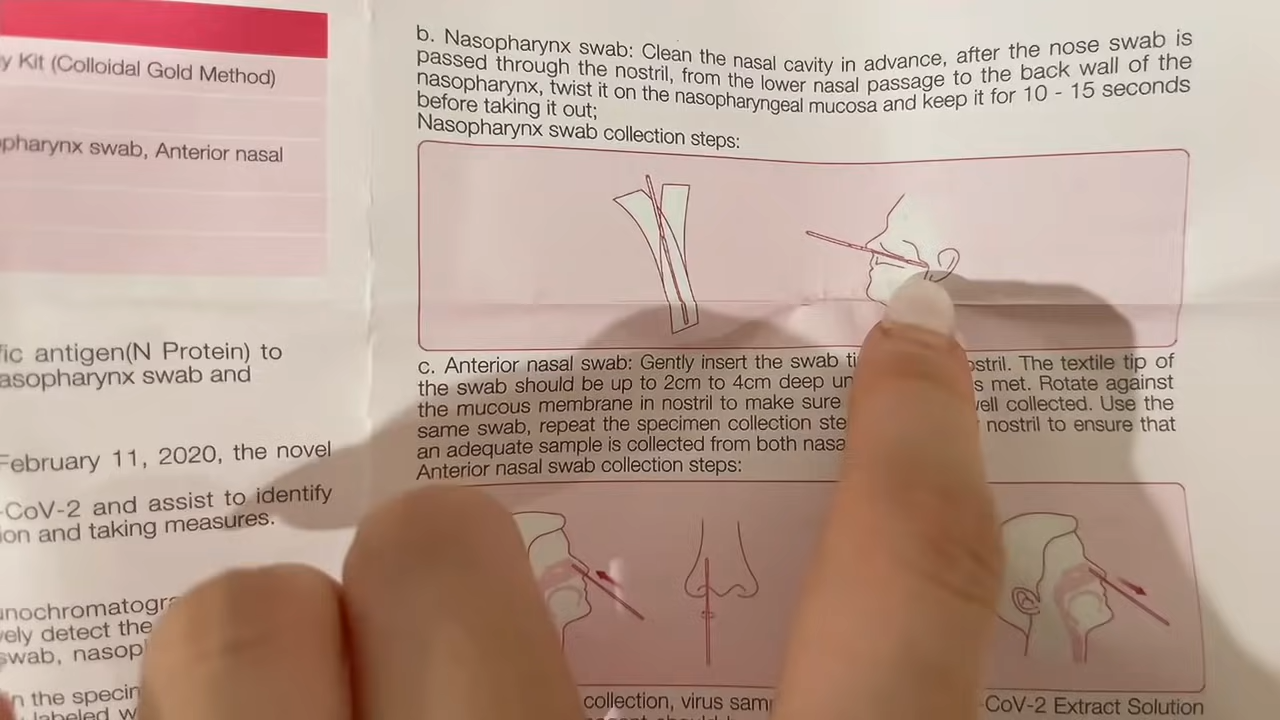 y Kit (Colloidal Gold Method)
pharynx swab, Anterior nasal
fic antigen(N Protein) to
asopharynx swab and
February 11, 2020, the novel
-CoV-2 and assist to identify
ion and taking measures.
unochromatogra
vely detect the
swab, nasop
in the specin
labeled w
b. Nasopharynx swab: Clean the nasal cavity in advance, after the nose swab is
passed through the nostril, from the lower nasal passage to the back wall of the
nasopharynx, twist it on the nasopharyngeal mucosa and keep it for 10 - 15 seconds
before taking it out;
Nasopharynx swab collection steps:
c. Anterior nasal swab: Gently insert the swab ti ostril. The textile tip of
the swab should be up to 2cm to 4cm deep un s met. Rotate against
the mucous membrane in nostril to make sure well collected. Use the
same swab, repeat the specimen collection ste nostril to ensure that
an adequate sample is collected from both nasa
Anterior nasal swab collection steps:
collection, virus sam CoV-2 Extract Solution